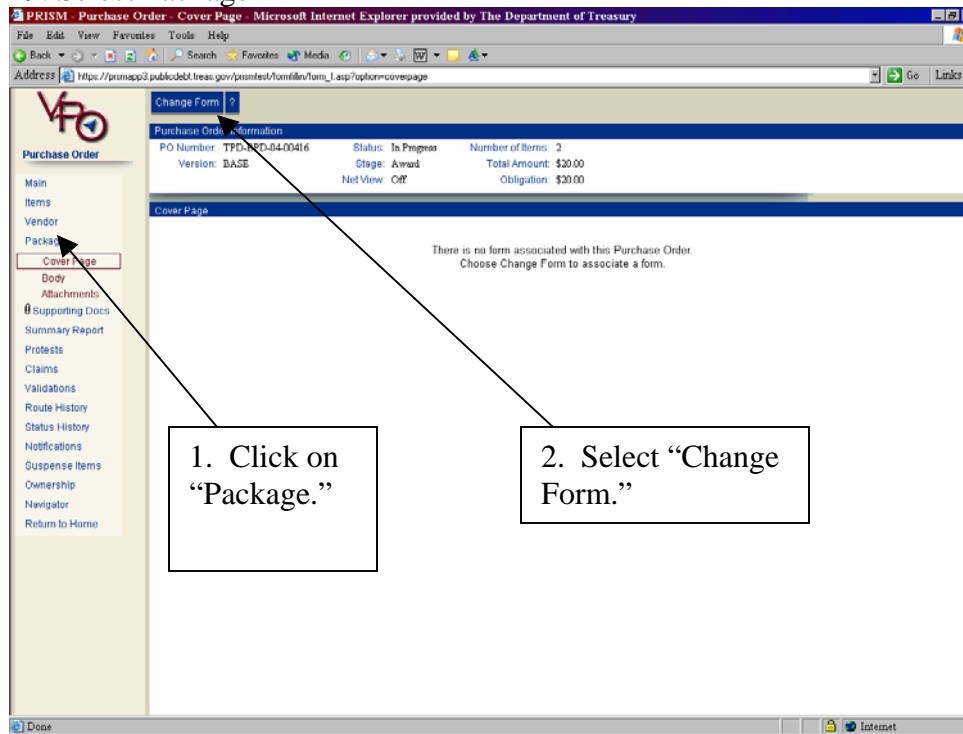 PRISM - Purchase Order - Cover Page - Microsoft Internet Explorer provided by The Department of Treasury
File Edit View Favorites Tools Help
Back Search Favorites Media
Address https://prismapp3.publicdebt.treas.gov/prismtest/formfillin/form_f.asp?option=coverpage Go Links
VPO
Purchase Order
Change Form ?
Purchase Order Information
PO Number: TPD-BPD-04-00416 Status: In Progress Number of Items: 2
Version: BASE Stage: Award Total Amount: $20.00
Net View: Off Obligation: $20.00
Cover Page
There is no form associated with this Purchase Order.
Choose Change Form to associate a form.
Main
Items
Vendor
Package
Cover Page
Body
Attachments
Supporting Docs
Summary Report
Protests
Claims
Validations
Route History
Status History
Notifications
Suspense Items
Ownership
Navigator
Return to Home
1. Click on
“Package.”
2. Select “Change
Form.”
Done Internet